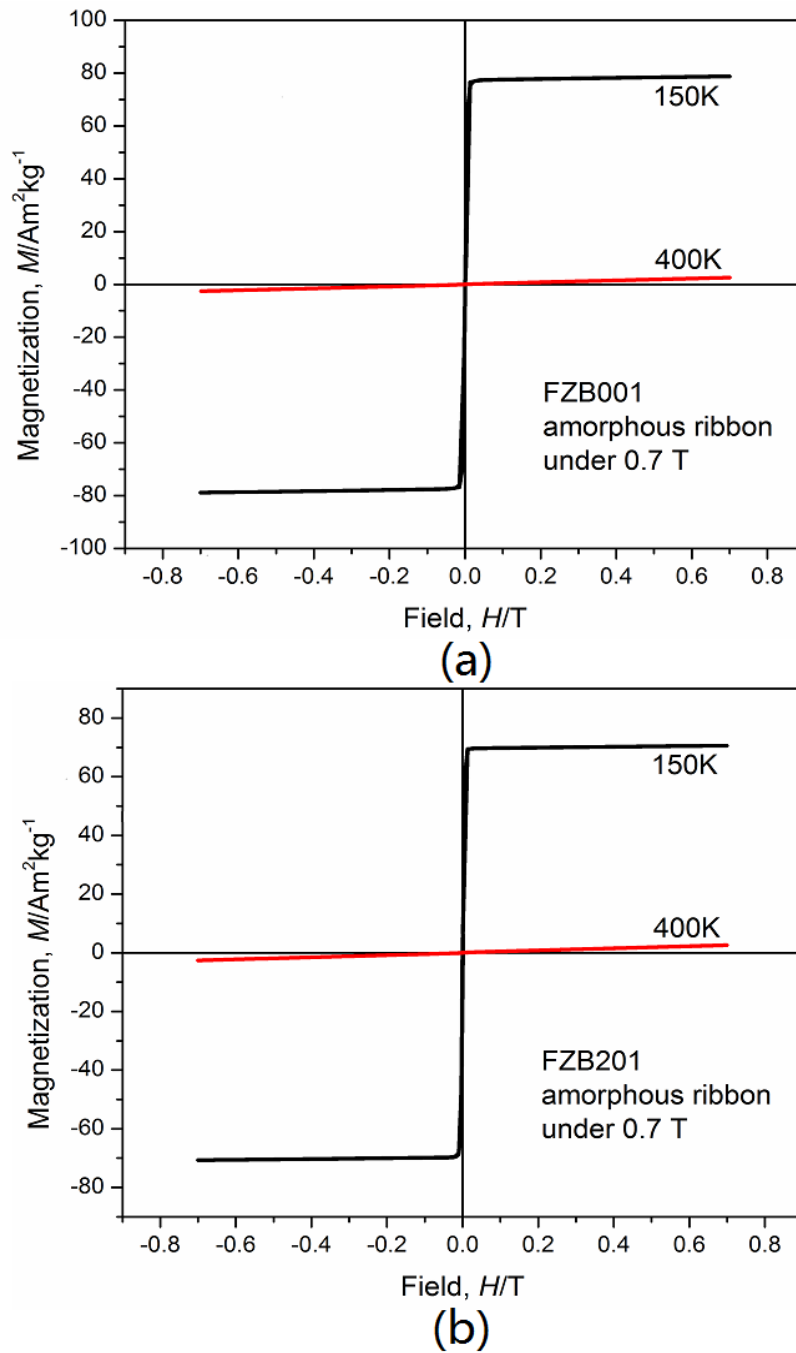 100
80
60
40
20
0
-20
-40
-60
-80
-100
Magnetization, M/Am²kg⁻¹
150K
400K
FZB001
amorphous ribbon
under 0.7 T
-0.8 -0.6 -0.4 -0.2 0.0 0.2 0.4 0.6 0.8
Field, H/T
(a)
80
60
40
20
0
-20
-40
-60
-80
Magnetization, M/Am²kg⁻¹
150K
400K
FZB201
amorphous ribbon
under 0.7 T
-0.8 -0.6 -0.4 -0.2 0.0 0.2 0.4 0.6 0.8
Field, H/T
(b)